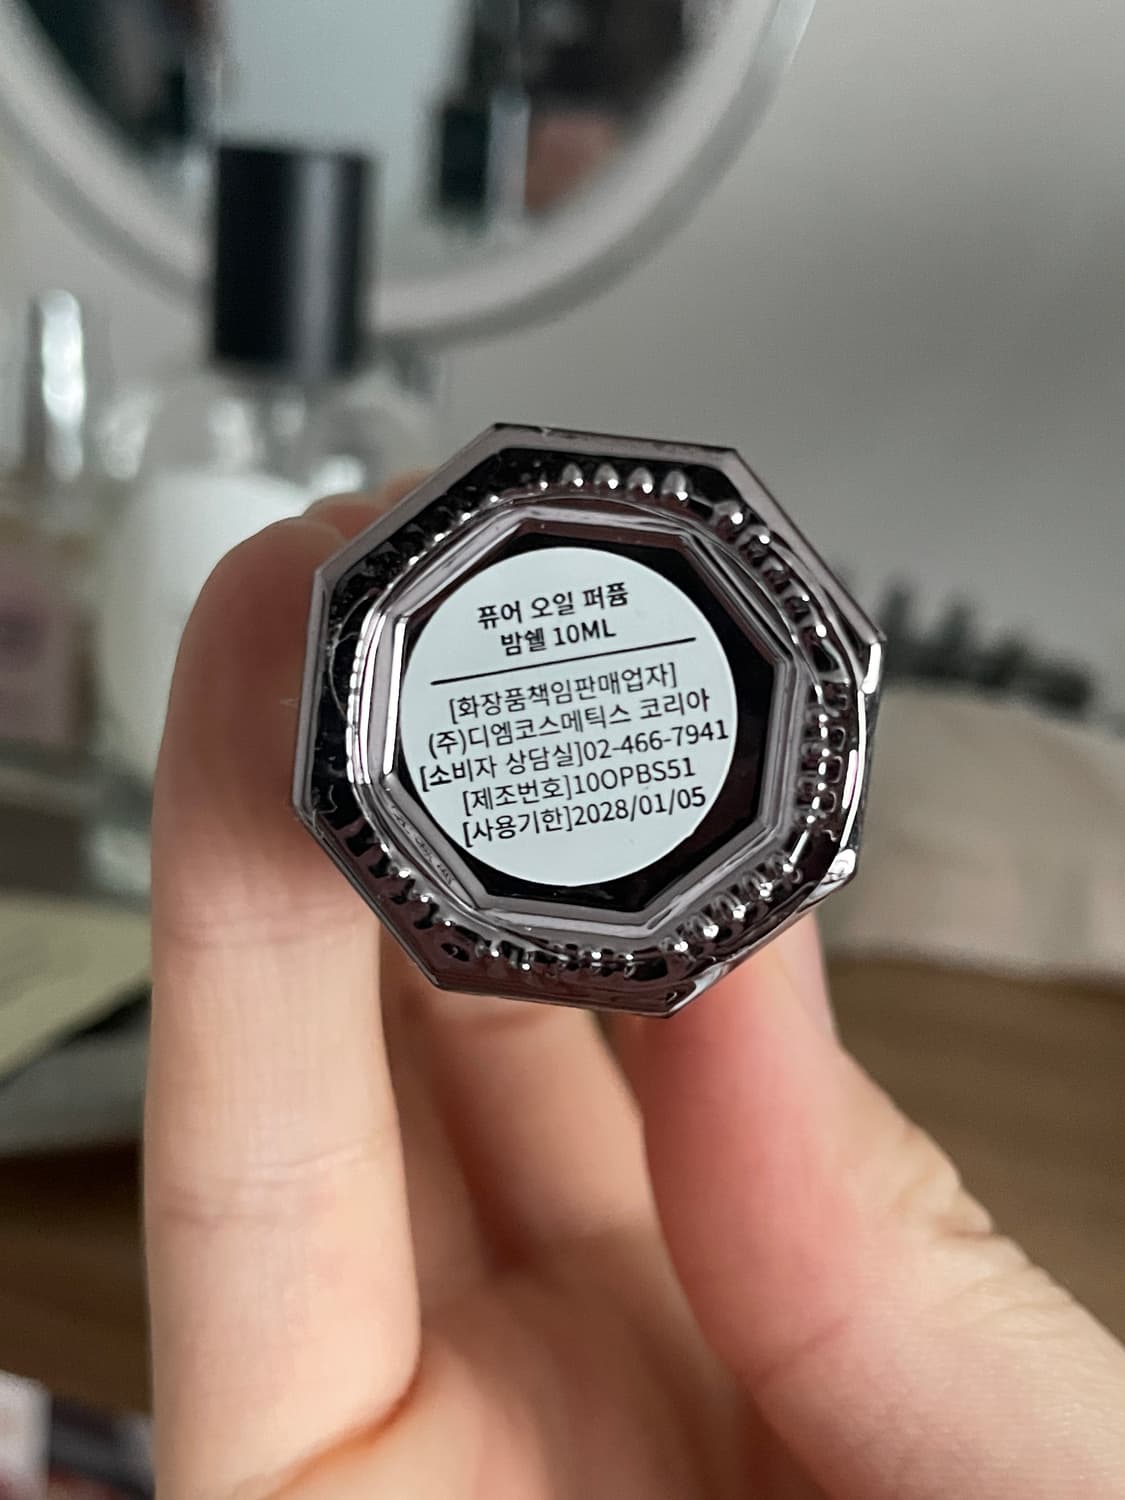 퓨어 오일 퍼퓸
밤쉘 10ML
[화장품책임판매업자]
(주)디엠코스메틱스 코리아
[소비자 상담실]02-466-7941
[제조번호]10OPBS51
[사용기한]2028/01/05